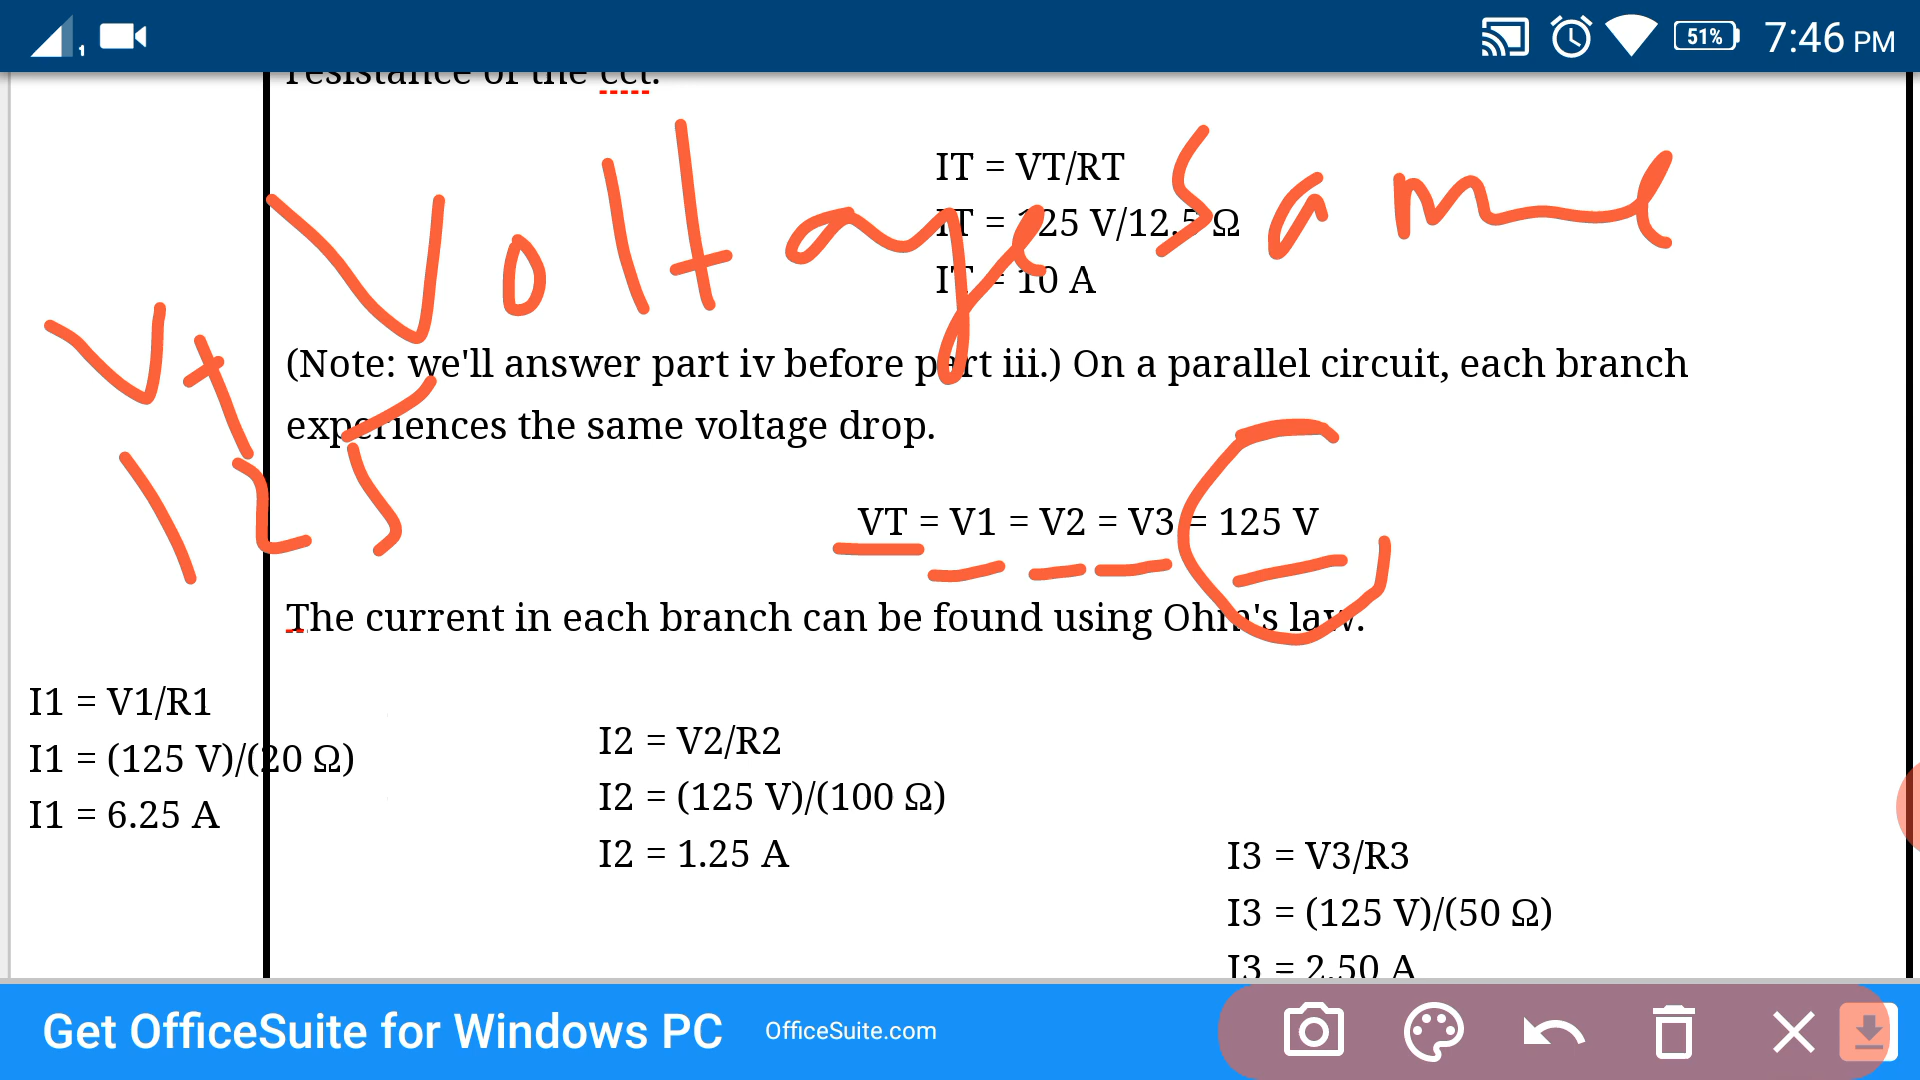 1
51%
7:46 PM
resistance of the cct.
Voltage Same
IT = VT/RT
IT = 125 V/12.5 Ω
IT = 10 A
Vt
125
(Note: we'll answer part iv before part iii.) On a parallel circuit, each branch
experiences the same voltage drop.
VT = V1 = V2 = V3 = 125 V
The current in each branch can be found using Ohm's law.
I1 = V1/R1
I1 = (125 V)/(20 Ω)
I1 = 6.25 A
I2 = V2/R2
I2 = (125 V)/(100 Ω)
I2 = 1.25 A
I3 = V3/R3
I3 = (125 V)/(50 Ω)
I3 = 2.50 A
Get OfficeSuite for Windows PC OfficeSuite.com